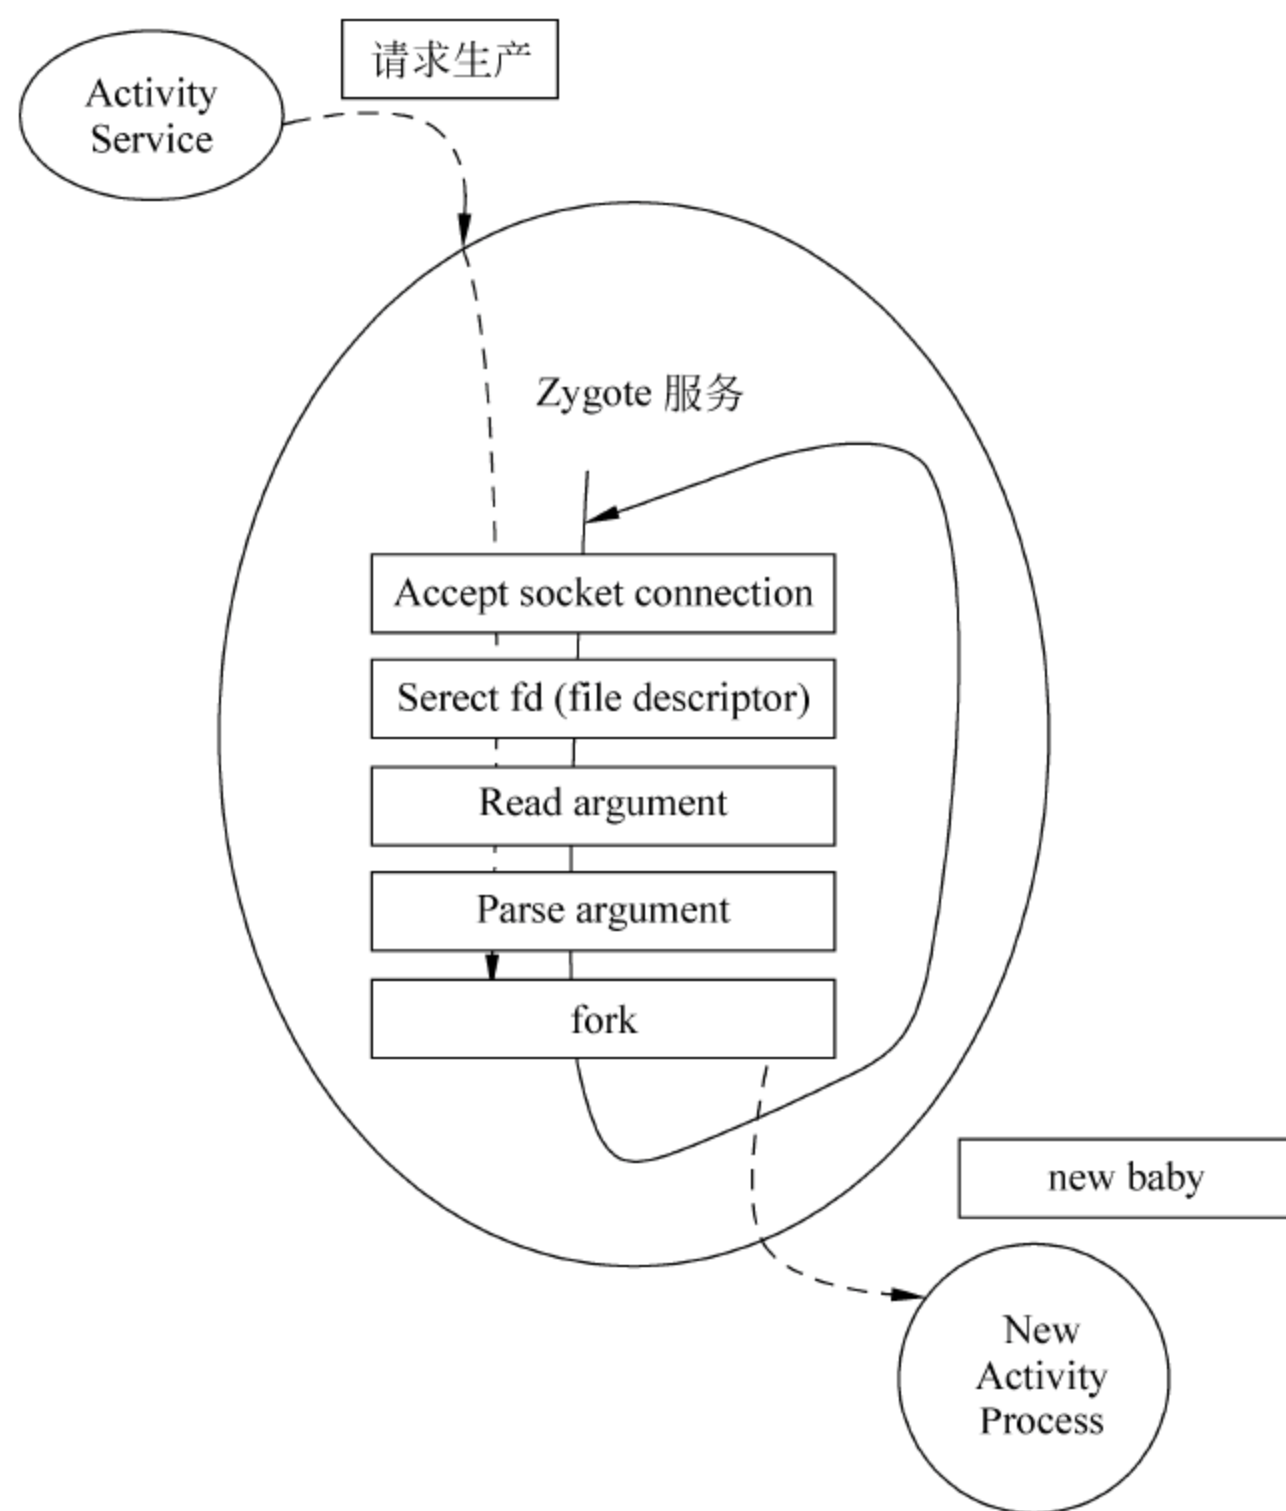 请求生产
Activity
Service
Zygote 服务
Accept socket connection
Serect fd (file descriptor)
Read argument
Parse argument
fork
new baby
New
Activity
Process